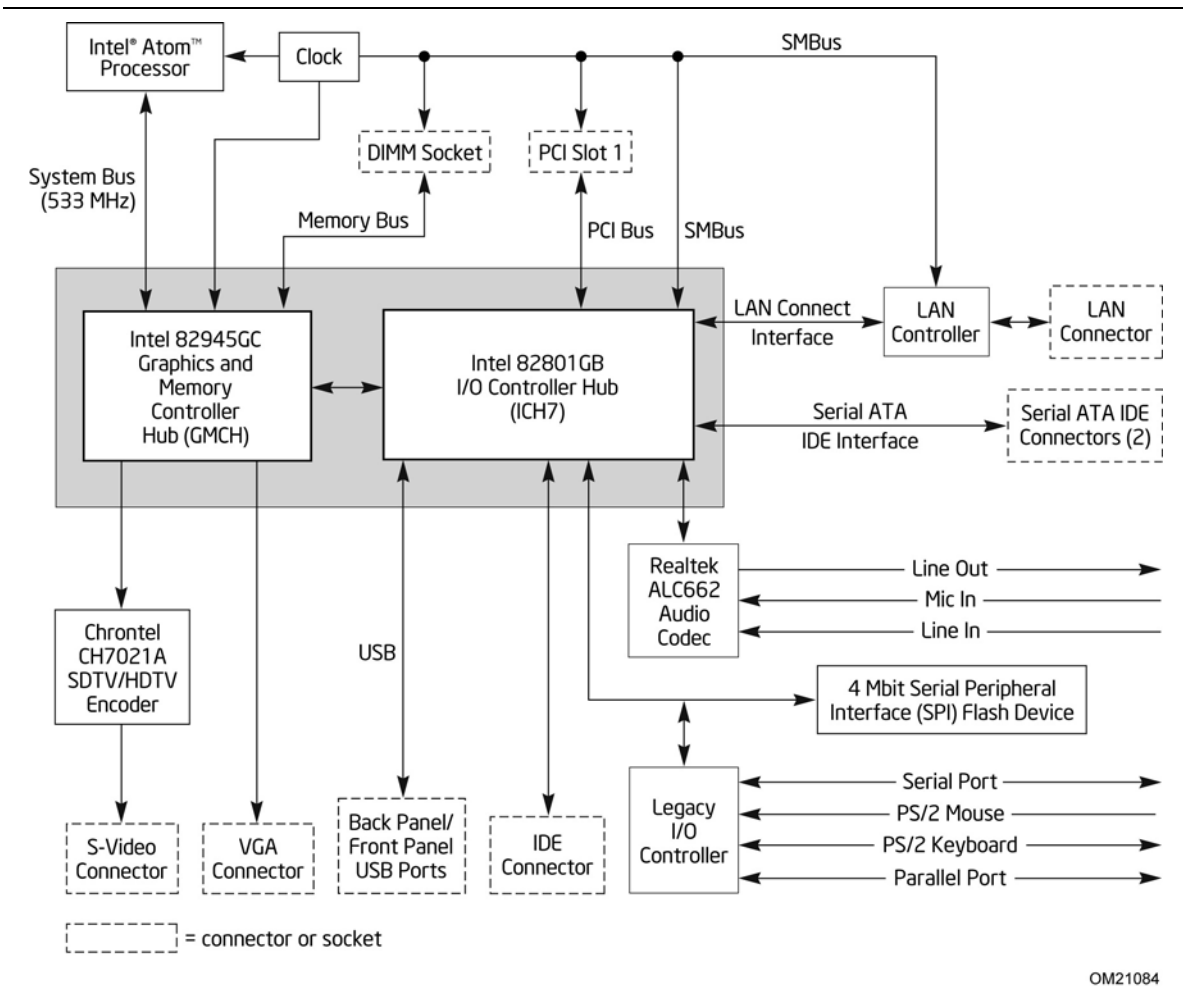 Intel® Atom™
Processor
Clock
SMBus
DIMM Socket
PCI Slot 1
System Bus
(533 MHz)
Memory Bus
PCI Bus
SMBus
Intel 82945GC
Graphics and
Memory
Controller
Hub (GMCH)
Intel 82801GB
I/O Controller Hub
(ICH7)
LAN Connect
Interface
LAN
Controller
LAN
Connector
Serial ATA
IDE Interface
Serial ATA IDE
Connectors (2)
Realtek
ALC662
Audio
Codec
Line Out
Mic In
Line In
Chrontel
CH7021A
SDTV/HDTV
Encoder
USB
4 Mbit Serial Peripheral
Interface (SPI) Flash Device
Legacy
I/O
Controller
Serial Port
PS/2 Mouse
PS/2 Keyboard
Parallel Port
S-Video
Connector
VGA
Connector
Back Panel/
Front Panel
USB Ports
IDE
Connector
= connector or socket
OM21084